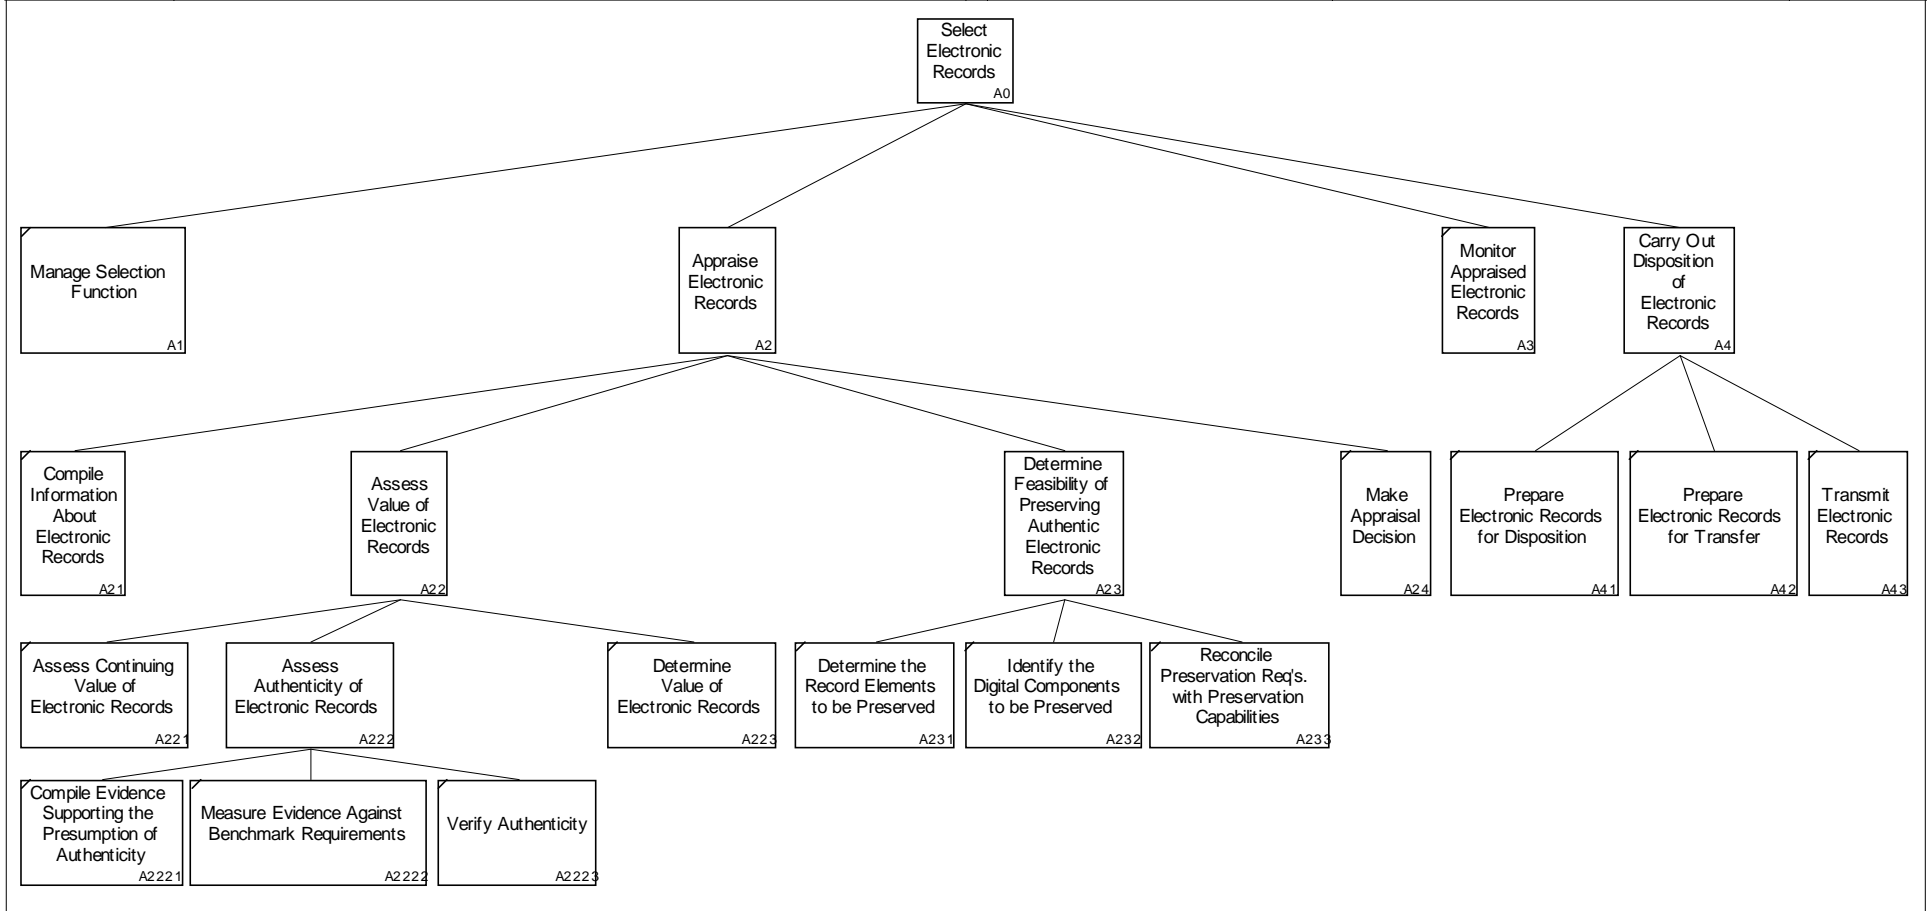 Select
Electronic
Records
A0
Manage Selection
Function
A1
Appraise
Electronic
Records
A2
Monitor
Appraised
Electronic
Records
A3
Carry Out
Disposition
of
Electronic
Records
A4
Compile
Information
About
Electronic
Records
A21
Assess
Value of
Electronic
Records
A22
Determine
Feasibility of
Preserving
Authentic
Electronic
Records
A23
Make
Appraisal
Decision
A24
Prepare
Electronic Records
for Disposition
A41
Prepare
Electronic Records
for Transfer
A42
Transmit
Electronic
Records
A43
Assess Continuing
Value of
Electronic Records
A221
Assess
Authenticity of
Electronic Records
A222
Determine
Value of
Electronic Records
A223
Determine the
Record Elements
to be Preserved
A231
Identify the
Digital Components
to be Preserved
A232
Reconcile
Preservation Req's.
with Preservation
Capabilities
A233
Compile Evidence
Supporting the
Presumption of
Authenticity
A2221
Measure Evidence Against
Benchmark Requirements
A2222
Verify Authenticity
A2223